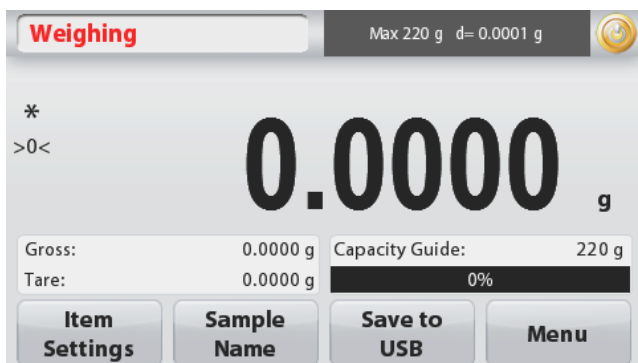 Weighing
Max 220 g d= 0.0001 g
*
>0<
0.0000 g
Gross: 0.0000 g
Tare: 0.0000 g
Capacity Guide: 220 g
0%
Item
Settings
Sample
Name
Save to
USB
Menu